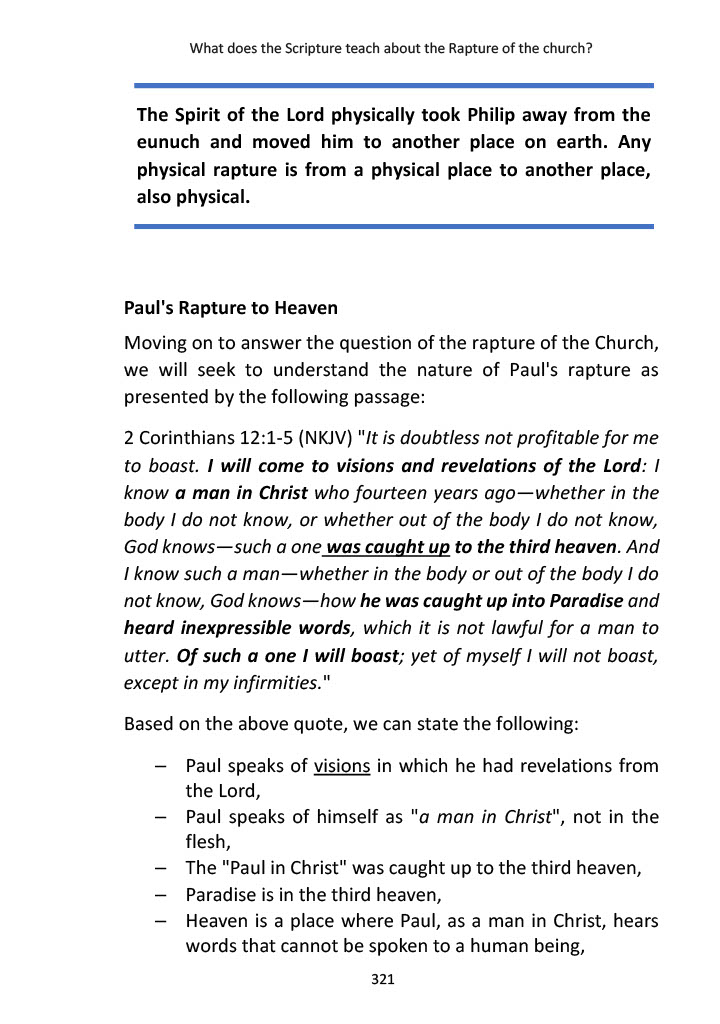 What does the Scripture teach about the Rapture of the church?
The Spirit of the Lord physically took Philip away from the
eunuch and moved him to another place on earth. Any
physical rapture is from a physical place to another place,
also physical.
Paul's Rapture to Heaven
Moving on to answer the question of the rapture of the Church,
we will seek to understand the nature of Paul's rapture as
presented by the following passage:
2 Corinthians 12:1-5 (NKJV) "It is doubtless not profitable for me
to boast. I will come to visions and revelations of the Lord: I
know a man in Christ who fourteen years ago—whether in the
body I do not know, or whether out of the body I do not know,
God knows—such a one was caught up to the third heaven. And
I know such a man—whether in the body or out of the body I do
not know, God knows—how he was caught up into Paradise and
heard inexpressible words, which it is not lawful for a man to
utter. Of such a one I will boast; yet of myself I will not boast,
except in my infirmities."
Based on the above quote, we can state the following:
– Paul speaks of visions in which he had revelations from
the Lord,
– Paul speaks of himself as "a man in Christ", not in the
flesh,
– The "Paul in Christ" was caught up to the third heaven,
– Paradise is in the third heaven,
– Heaven is a place where Paul, as a man in Christ, hears
words that cannot be spoken to a human being,
321